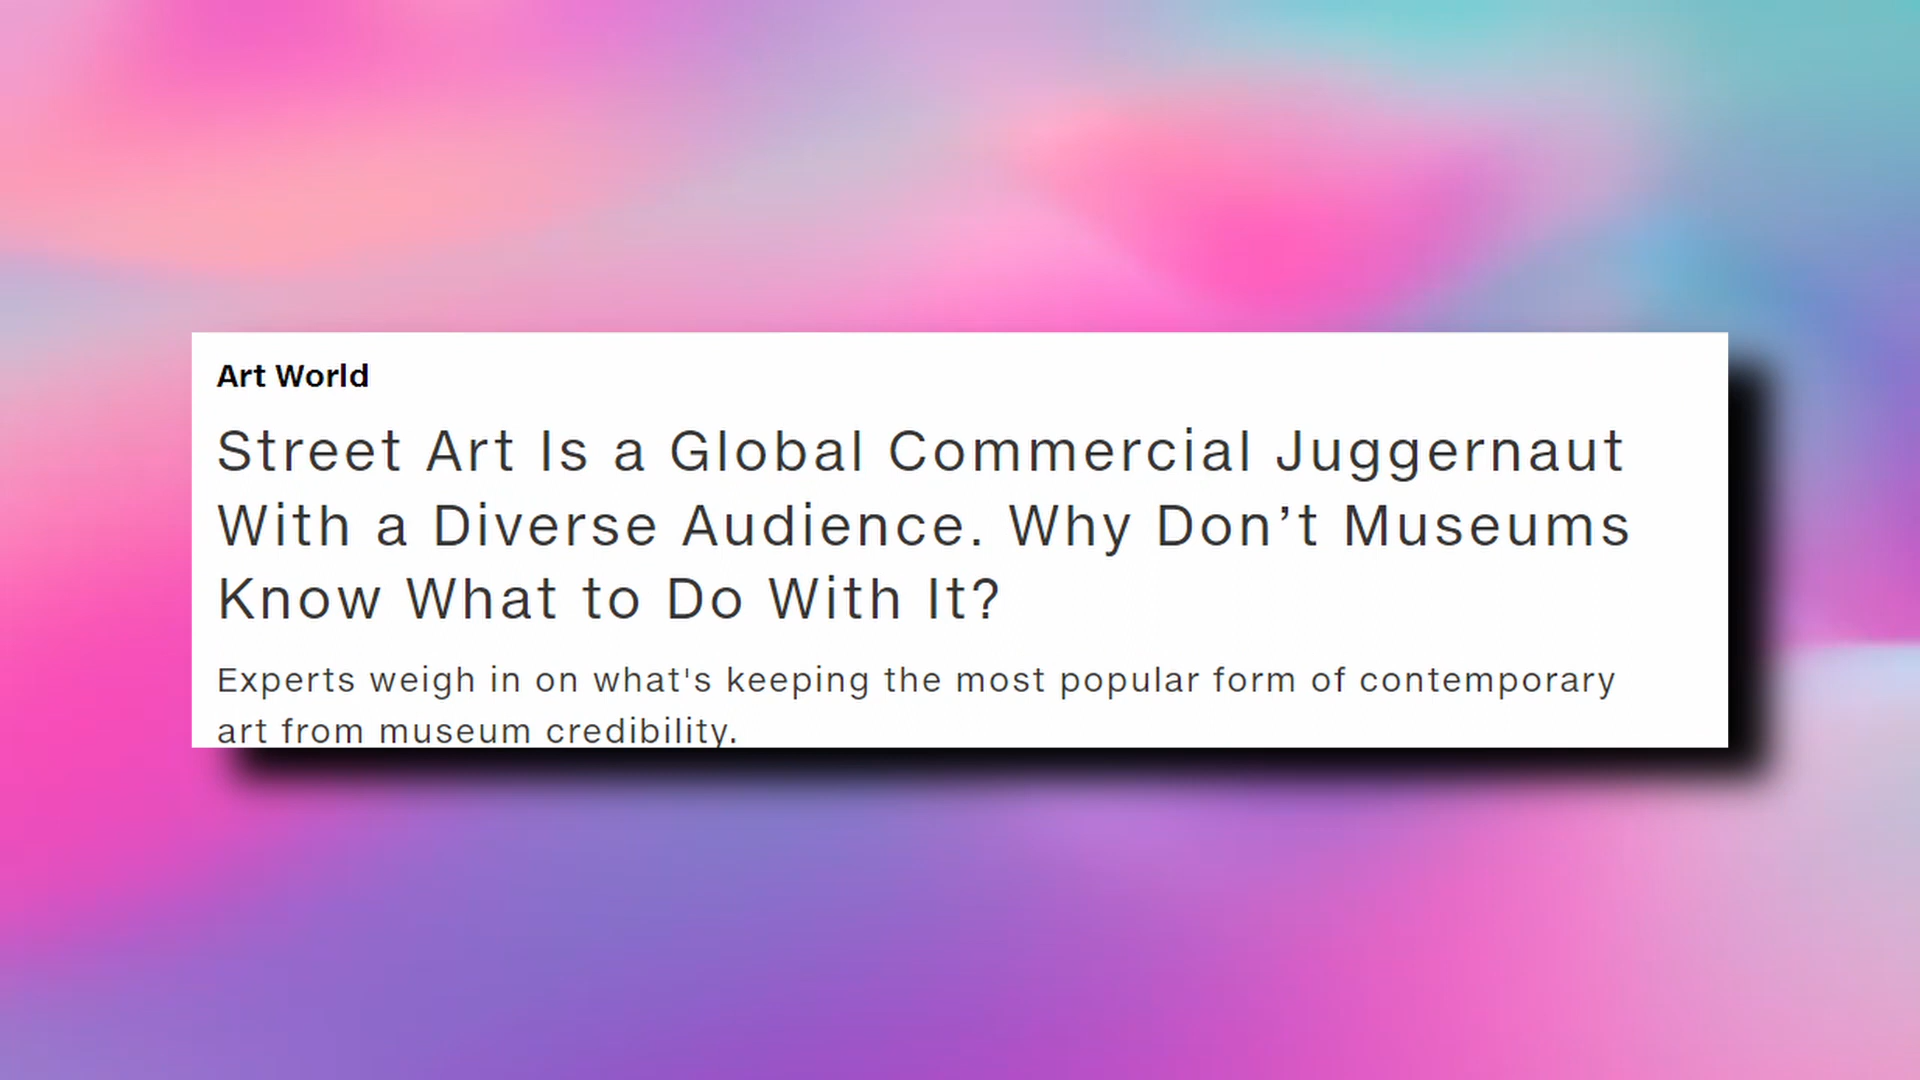 Art World
Street Art Is a Global Commercial Juggernaut
With a Diverse Audience. Why Don’t Museums
Know What to Do With It?
Experts weigh in on what's keeping the most popular form of contemporary
art from museum credibility.